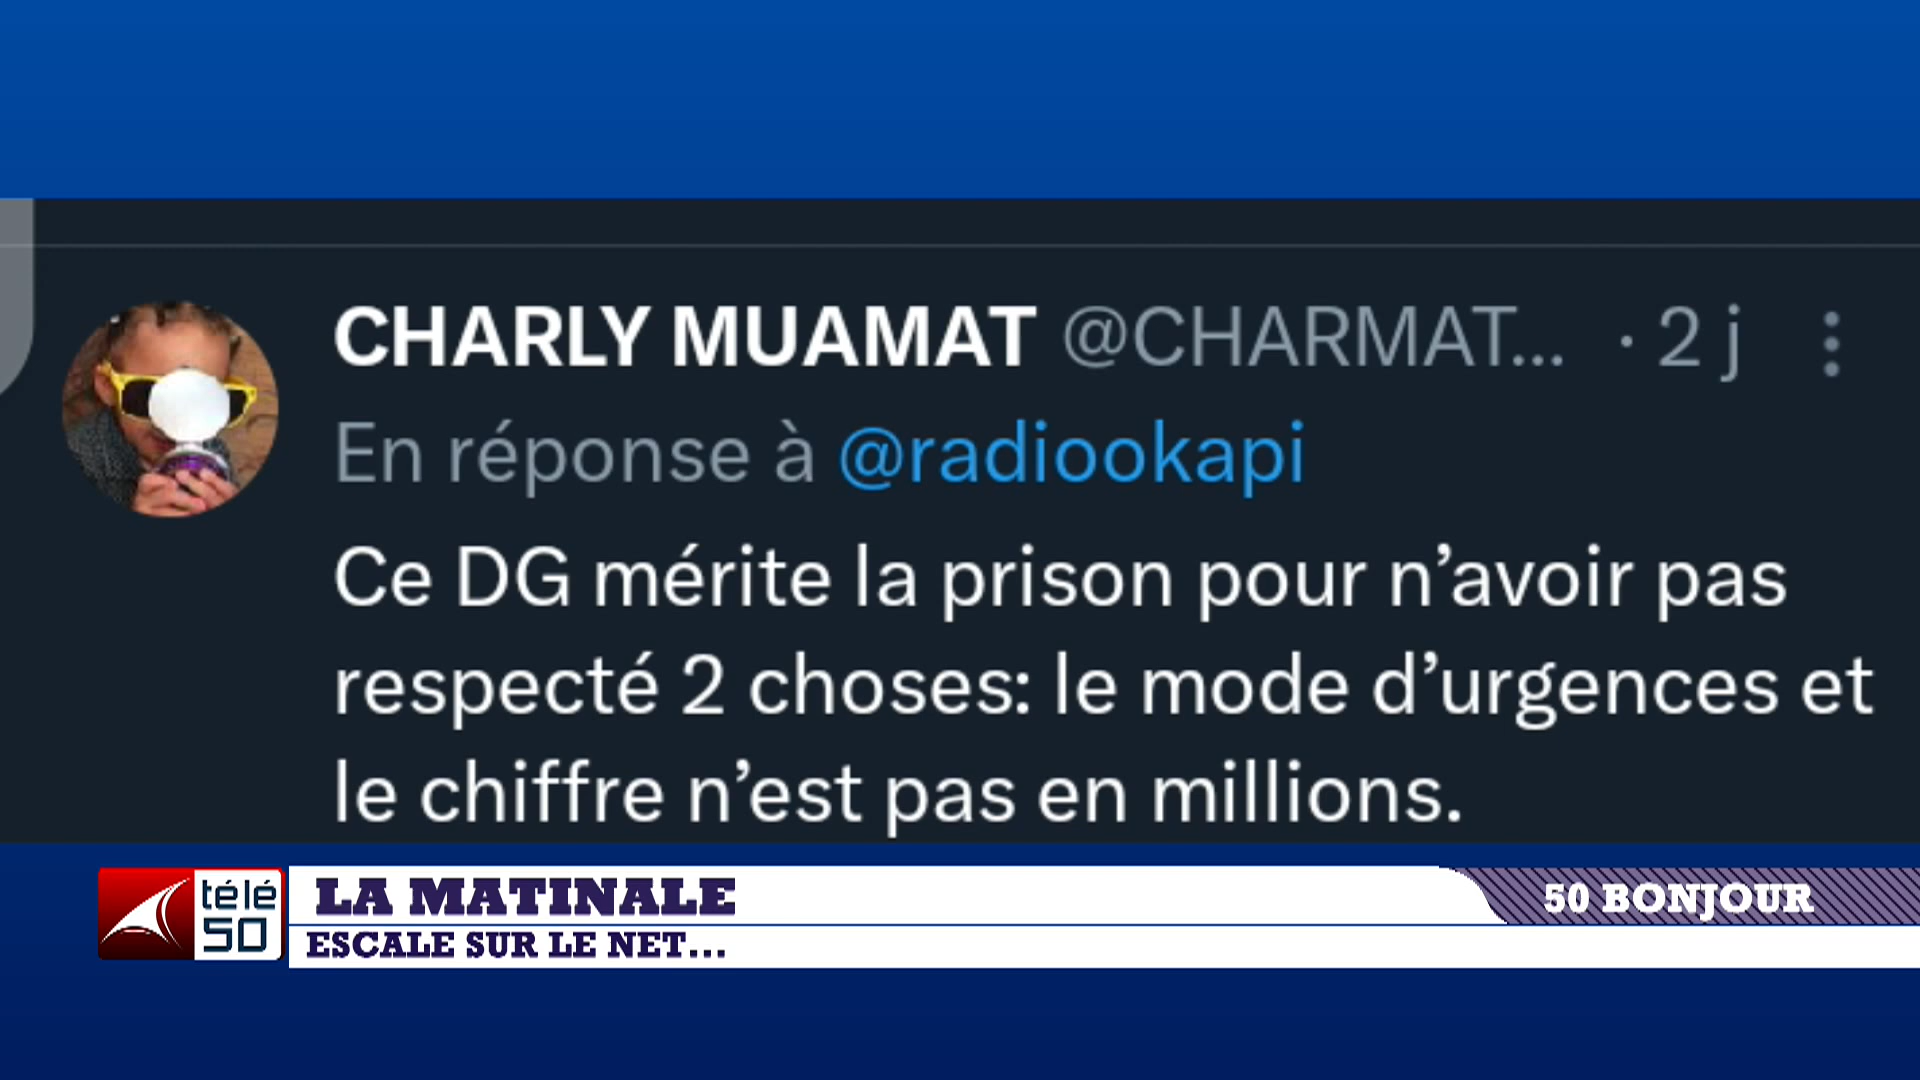 CHARLY MUAMAT @CHARMAT... · 2 j
En réponse à @radiookapi
Ce DG mérite la prison pour n’avoir pas
respecté 2 choses: le mode d’urgences et
le chiffre n’est pas en millions.
télé
50
LA MATINALE
50 BONJOUR
ESCALE SUR LE NET...